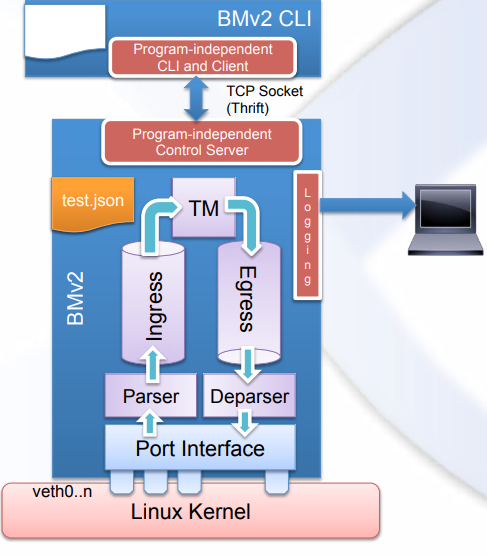 BMv2 CLI
Program-independent
CLI and Client
TCP Socket
(Thrift)
Program-independent
Control Server
test.json
TM
Logging
BMv2
Ingress
Egress
Parser
Deparser
Port Interface
veth0..n
Linux Kernel